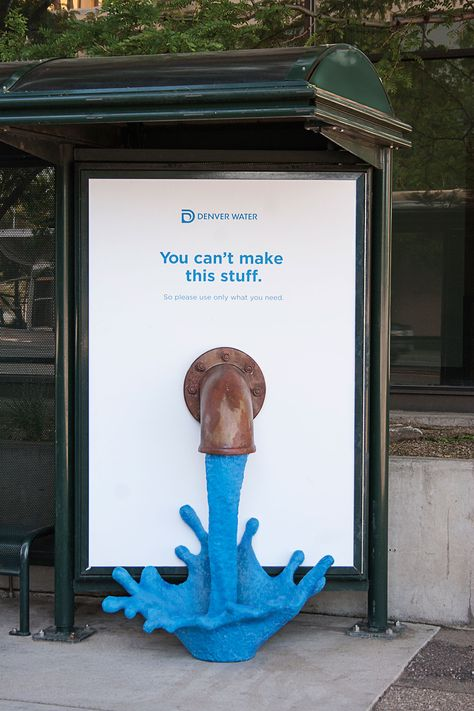 DENVER WATER
You can't make
this stuff.
So please use only what you need.